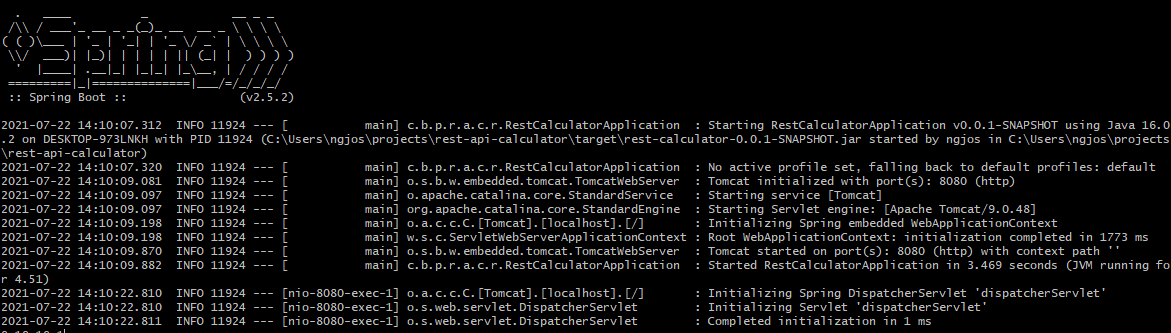 .   ____          _            __ _ _
 /\\ / ___'_ __ _ _(_)_ __  __ _ \ \ \ \
( ( )\___ | '_ | '_| | '_ \/ _` | \ \ \ \
 \\/  ___)| |_)| | | | | || (_| |  ) ) ) )
  '  |____| .__|_| |_|_| |_\__, | / / / /
 =========|_|==============|___/=/_/_/_/
 :: Spring Boot ::                (v2.5.2)
2021-07-22 14:10:07.312  INFO 11924 --- [           main] c.b.p.r.a.c.r.RestCalculatorApplication  : Starting RestCalculatorApplication v0.0.1-SNAPSHOT using Java 16.0
.2 on DESKTOP-973LNKH with PID 11924 (C:\Users\ngjos\projects\rest-api-calculator\target\rest-calculator-0.0.1-SNAPSHOT.jar started by ngjos in C:\Users\ngjos\projects
\rest-api-calculator)
2021-07-22 14:10:07.320  INFO 11924 --- [           main] c.b.p.r.a.c.r.RestCalculatorApplication  : No active profile set, falling back to default profiles: default
2021-07-22 14:10:09.081  INFO 11924 --- [           main] o.s.b.w.embedded.tomcat.TomcatWebServer  : Tomcat initialized with port(s): 8080 (http)
2021-07-22 14:10:09.097  INFO 11924 --- [           main] o.apache.catalina.core.StandardService   : Starting service [Tomcat]
2021-07-22 14:10:09.097  INFO 11924 --- [           main] org.apache.catalina.core.StandardEngine  : Starting Servlet engine: [Apache Tomcat/9.0.48]
2021-07-22 14:10:09.198  INFO 11924 --- [           main] o.a.c.c.C.[Tomcat].[localhost].[/]       : Initializing Spring embedded WebApplicationContext
2021-07-22 14:10:09.198  INFO 11924 --- [           main] w.s.c.ServletWebServerApplicationContext : Root WebApplicationContext: initialization completed in 1773 ms
2021-07-22 14:10:09.870  INFO 11924 --- [           main] o.s.b.w.embedded.tomcat.TomcatWebServer  : Tomcat started on port(s): 8080 (http) with context path ''
2021-07-22 14:10:09.882  INFO 11924 --- [           main] c.b.p.r.a.c.r.RestCalculatorApplication  : Started RestCalculatorApplication in 3.469 seconds (JVM running fo
r 4.51)
2021-07-22 14:10:22.810  INFO 11924 --- [nio-8080-exec-1] o.a.c.c.C.[Tomcat].[localhost].[/]       : Initializing Spring DispatcherServlet 'dispatcherServlet'
2021-07-22 14:10:22.810  INFO 11924 --- [nio-8080-exec-1] o.s.web.servlet.DispatcherServlet        : Initializing Servlet 'dispatcherServlet'
2021-07-22 14:10:22.811  INFO 11924 --- [nio-8080-exec-1] o.s.web.servlet.DispatcherServlet        : Completed initialization in 1 ms